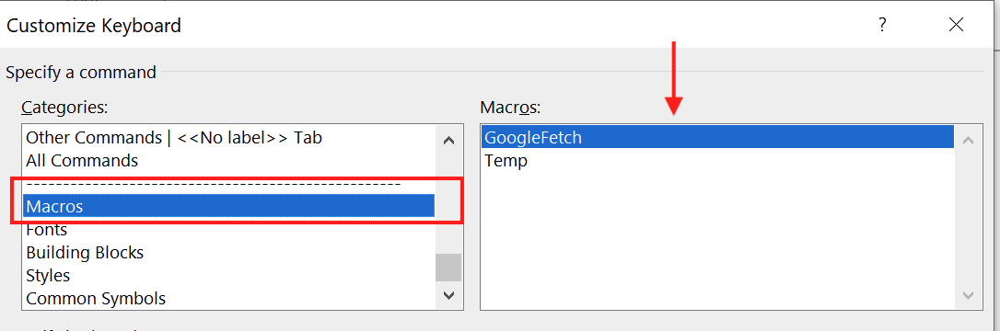 Customize Keyboard
?
Specify a command
Categories:
Other Commands | <<No label>> Tab
All Commands
--------------------------------------------------
Macros
Fonts
Building Blocks
Styles
Common Symbols
Macros:
GoogleFetch
Temp